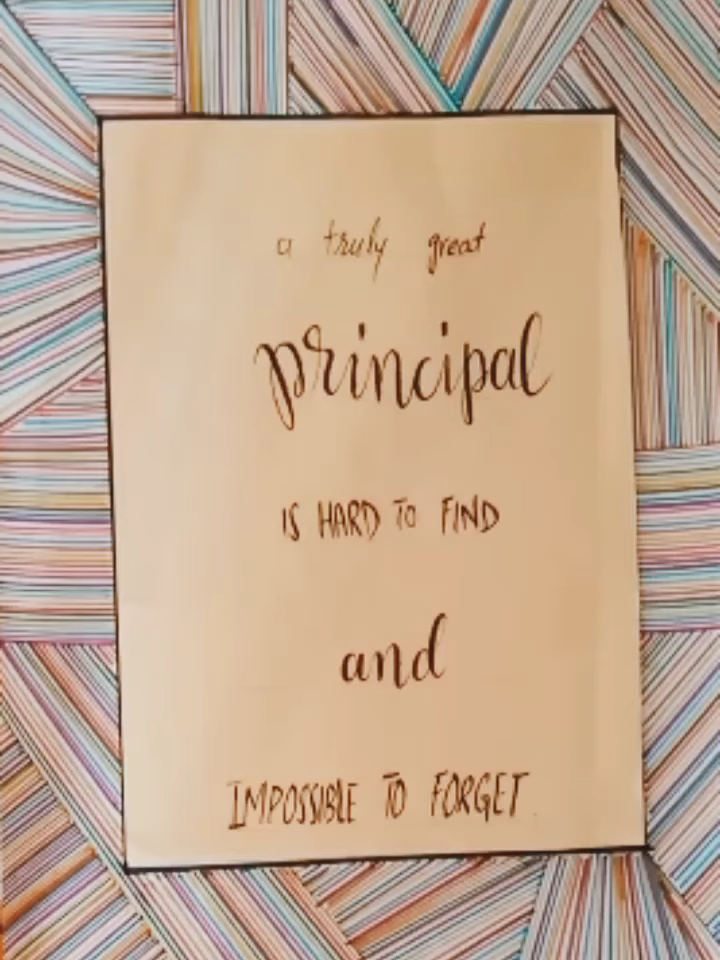 a truly great
principal
IS HARD TO FIND
and
IMPOSSIBLE TO FORGET.